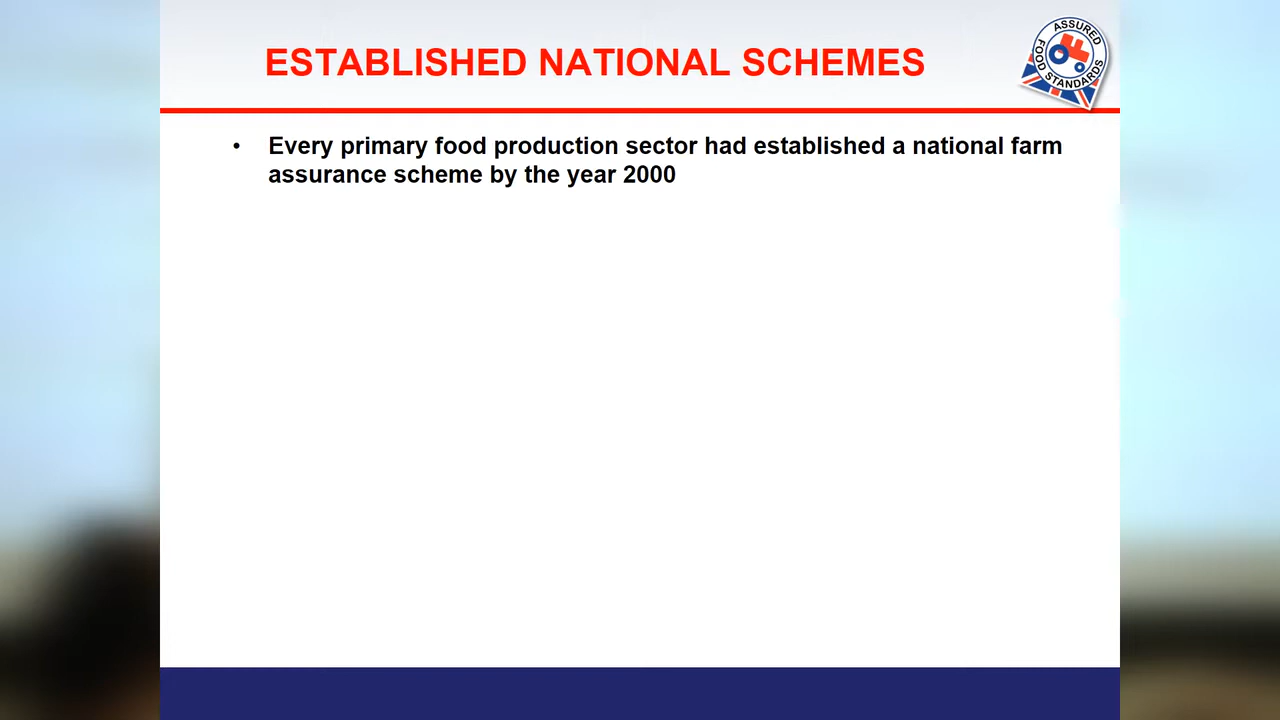 ESTABLISHED NATIONAL SCHEMES
ASSURED
FOOD STANDARDS
• Every primary food production sector had established a national farm
assurance scheme by the year 2000